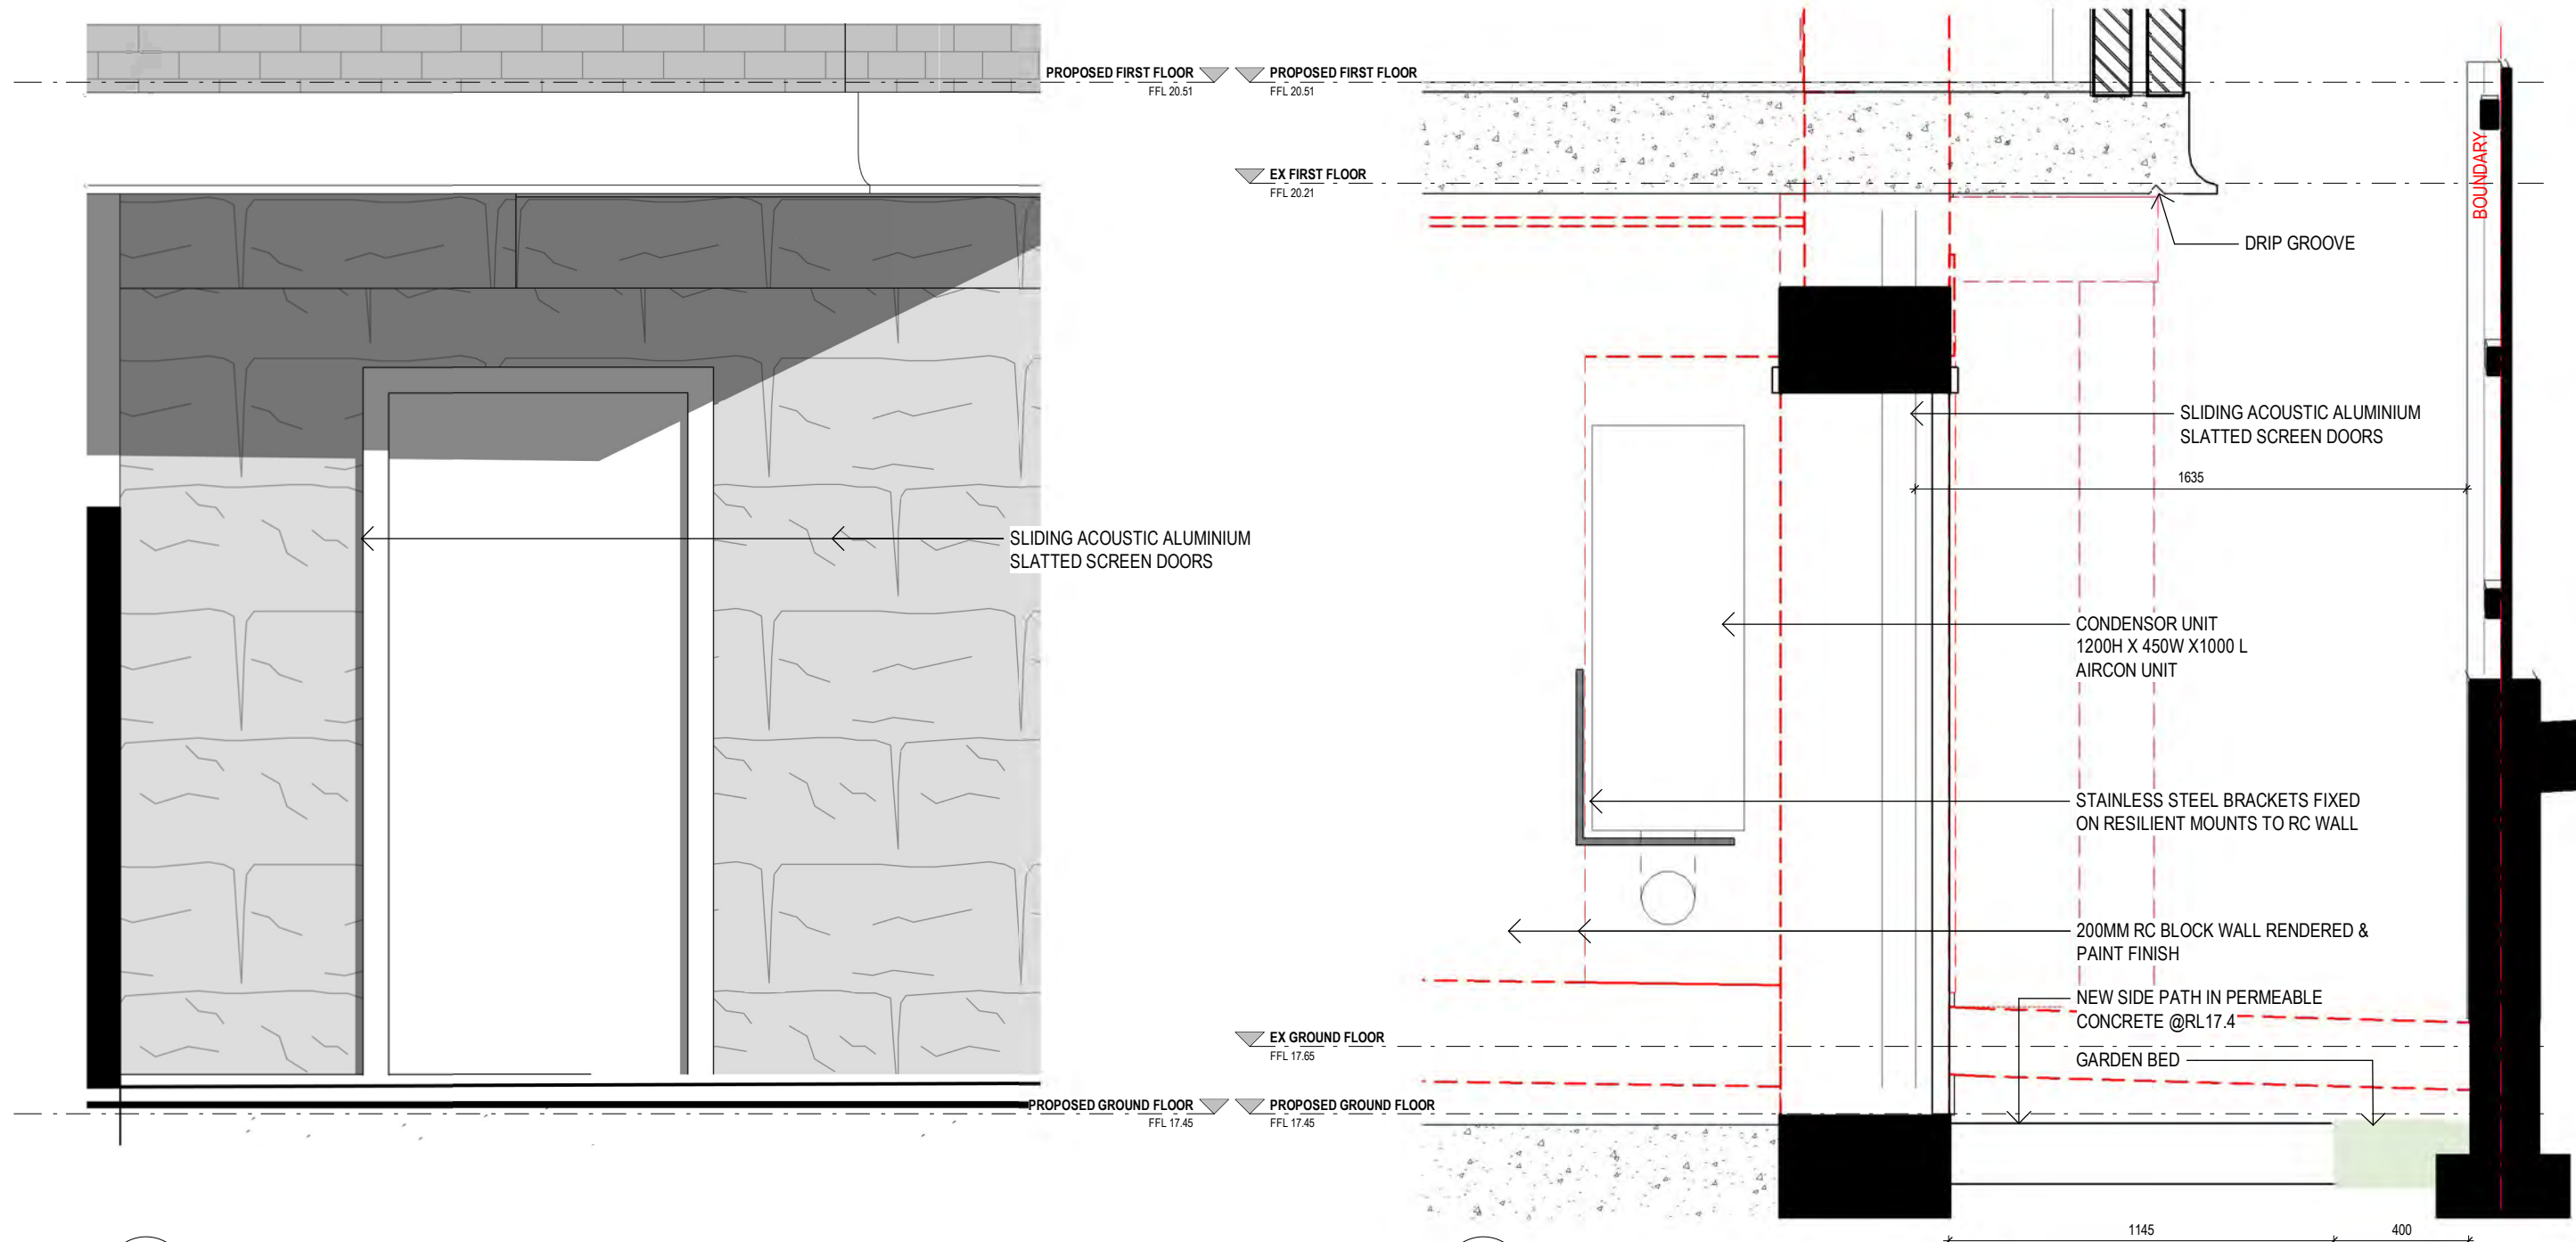 PROPOSED FIRST FLOOR
FFL 20.51
PROPOSED FIRST FLOOR
FFL 20.51
EX FIRST FLOOR
FFL 20.21
BOUNDARY
DRIP GROOVE
SLIDING ACOUSTIC ALUMINIUM
SLATTED SCREEN DOORS
1635
SLIDING ACOUSTIC ALUMINIUM
SLATTED SCREEN DOORS
CONDENSOR UNIT
1200H X 450W X1000 L
AIRCON UNIT
STAINLESS STEEL BRACKETS FIXED
ON RESILIENT MOUNTS TO RC WALL
200MM RC BLOCK WALL RENDERED &
PAINT FINISH
NEW SIDE PATH IN PERMEABLE
CONCRETE @RL17.4
EX GROUND FLOOR
FFL 17.65
GARDEN BED
PROPOSED GROUND FLOOR
FFL 17.45
PROPOSED GROUND FLOOR
FFL 17.45
1145
400